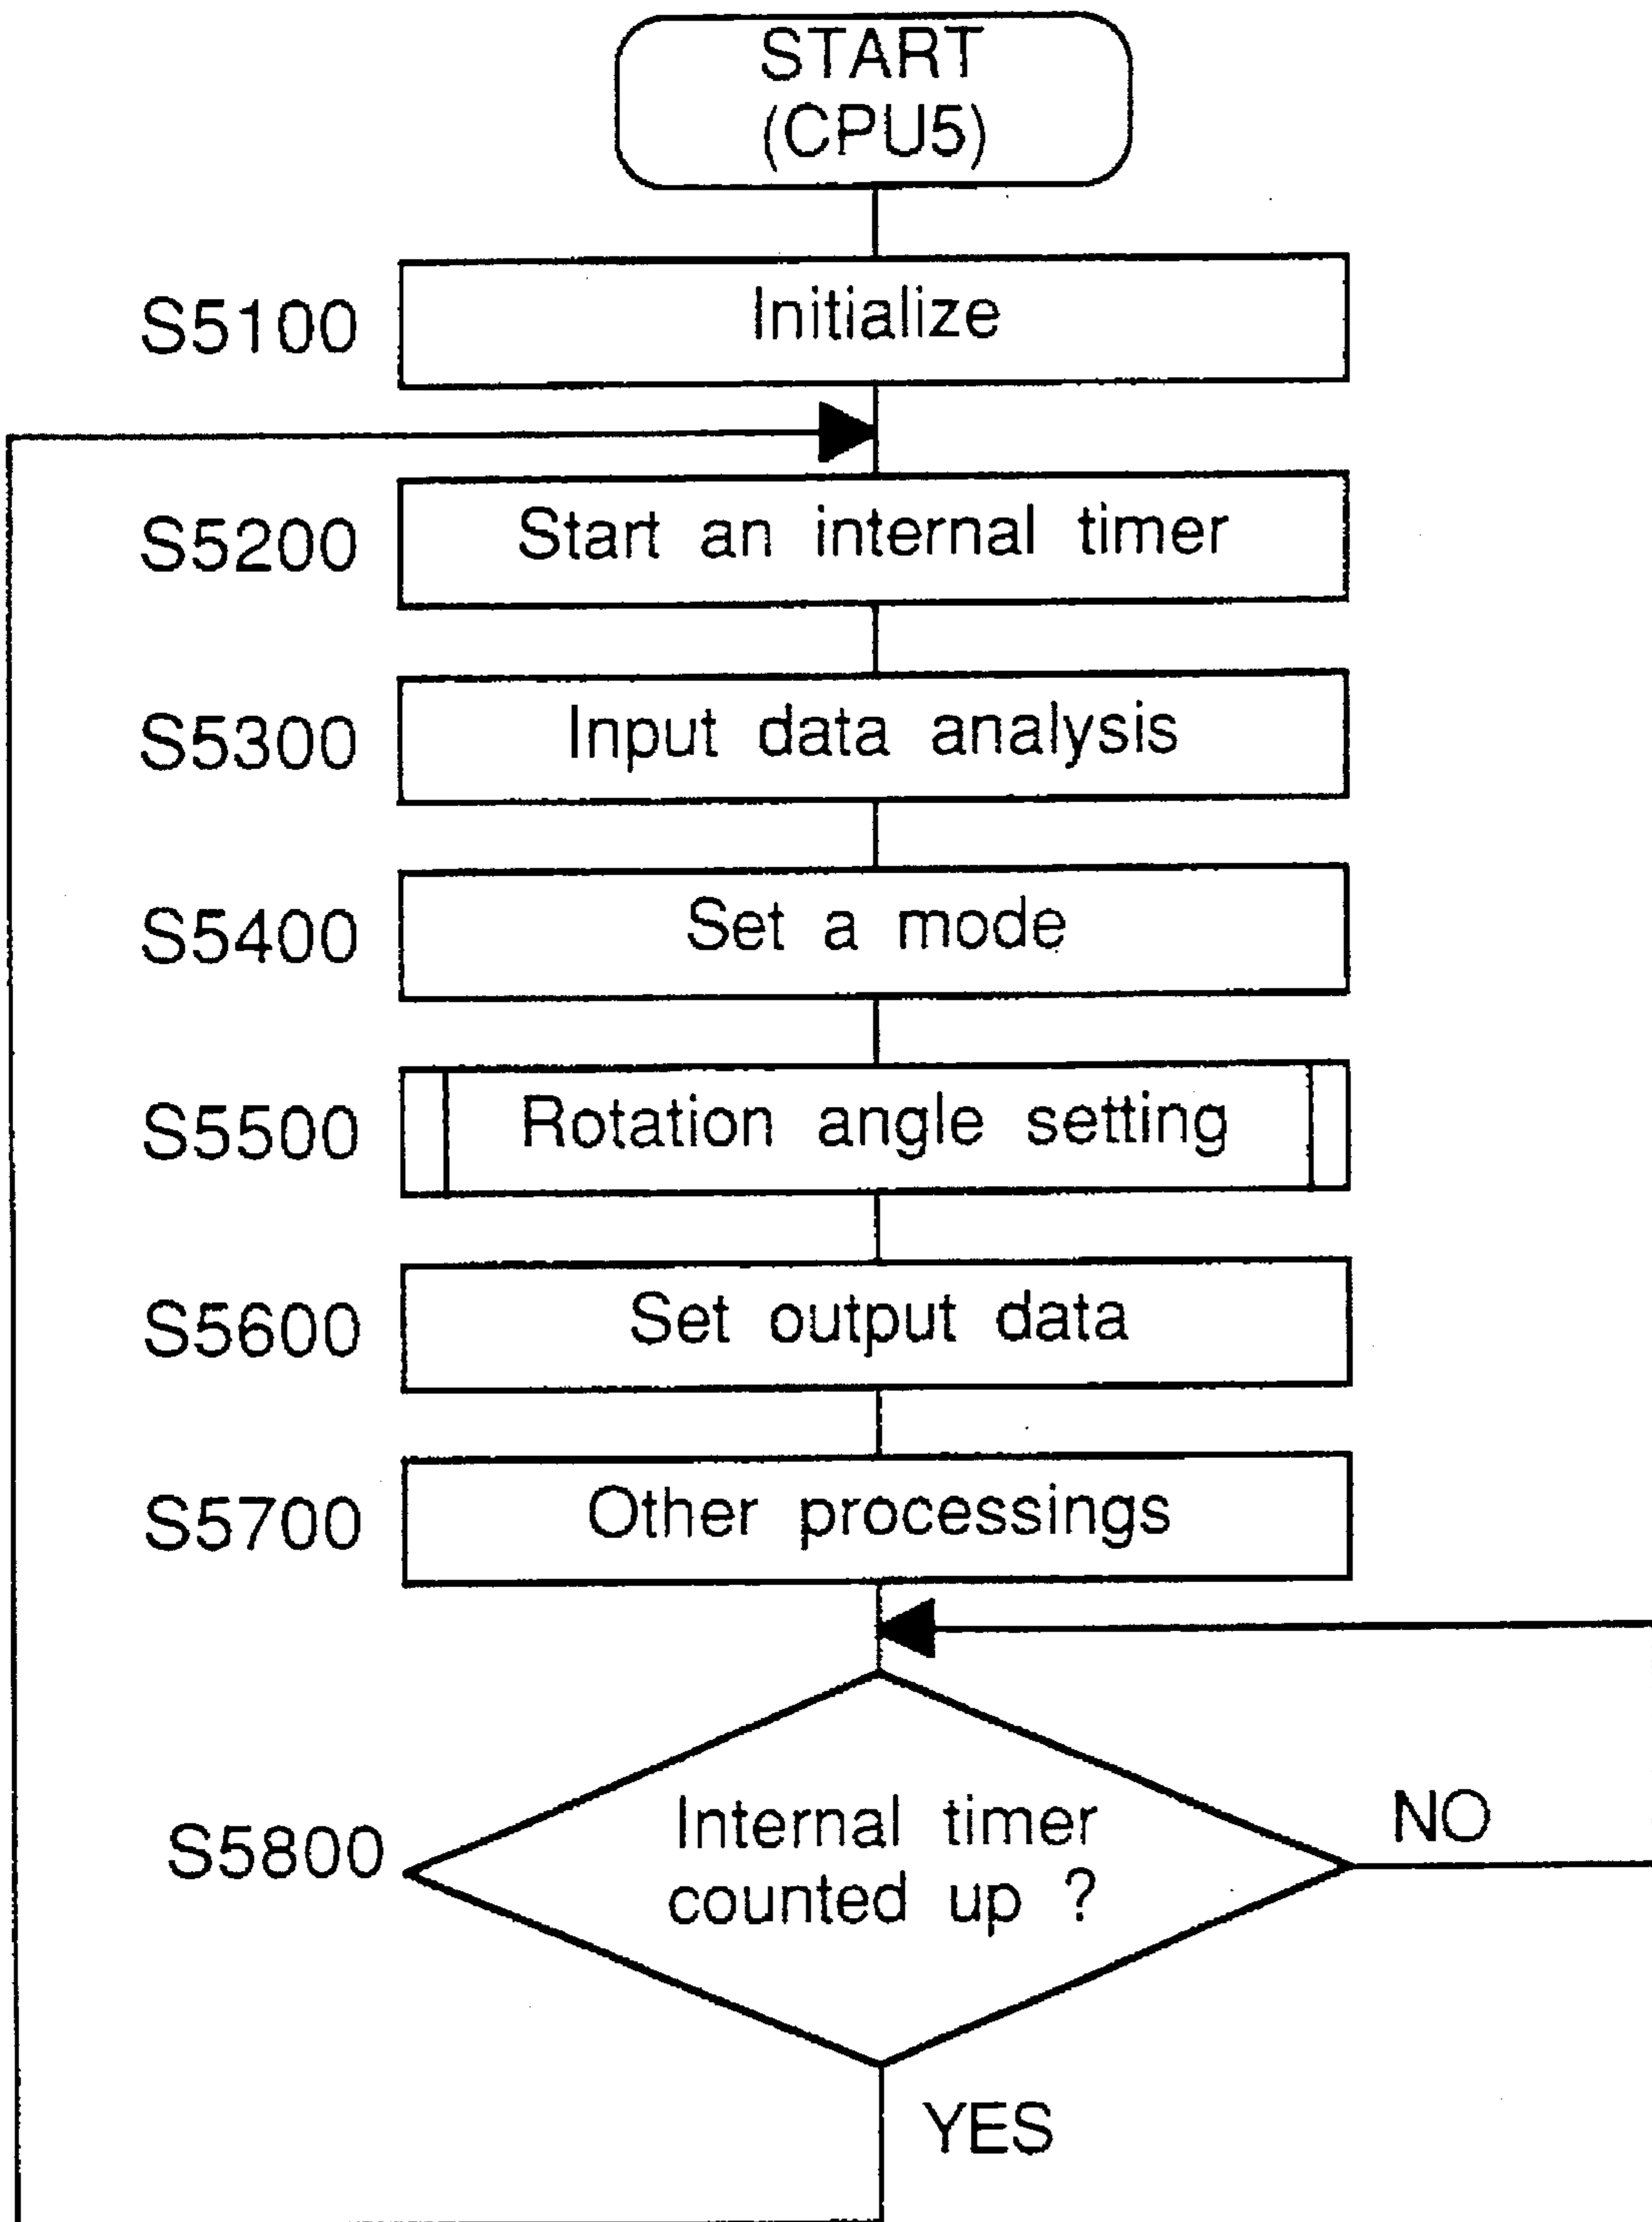 START
(CPU5)
S5100
Initialize
S5200
Start an internal timer
S5300
Input data analysis
S5400
Set a mode
S5500
Rotation angle setting
S5600
Set output data
S5700
Other processings
S5800
Internal timer
counted up ?
NO
YES